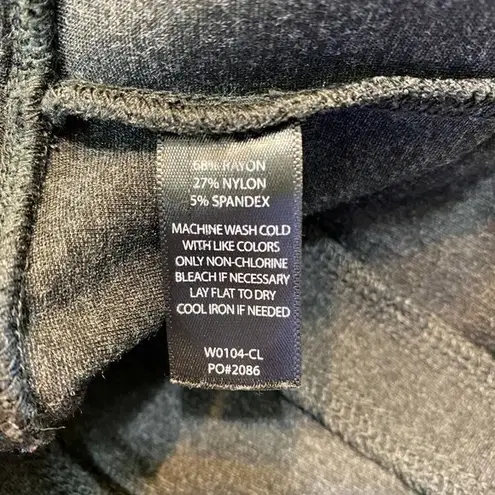 68% RAYON
27% NYLON
5% SPANDEX
MACHINE WASH COLD
WITH LIKE COLORS
ONLY NON-CHLORINE
BLEACH IF NECESSARY
LAY FLAT TO DRY
COOL IRON IF NEEDED
W0104-CL
PO#2086